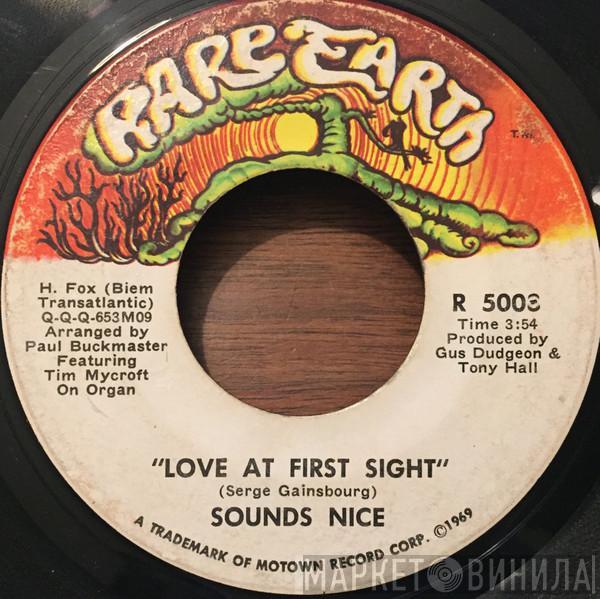 RARE EARTH
H. Fox (Biem
Transatlantic)
Q-Q-Q-653M09
Arranged by
Paul Buckmaster
Featuring
Tim Mycroft
On Organ
R 5008
Time 3:54
Produced by
Gus Dudgeon &
Tony Hall
"LOVE AT FIRST SIGHT"
(Serge Gainsbourg)
SOUNDS NICE
A TRADEMARK OF MOTOWN RECORD CORP. ©1969
МАРКЕТ ВИНИЛА